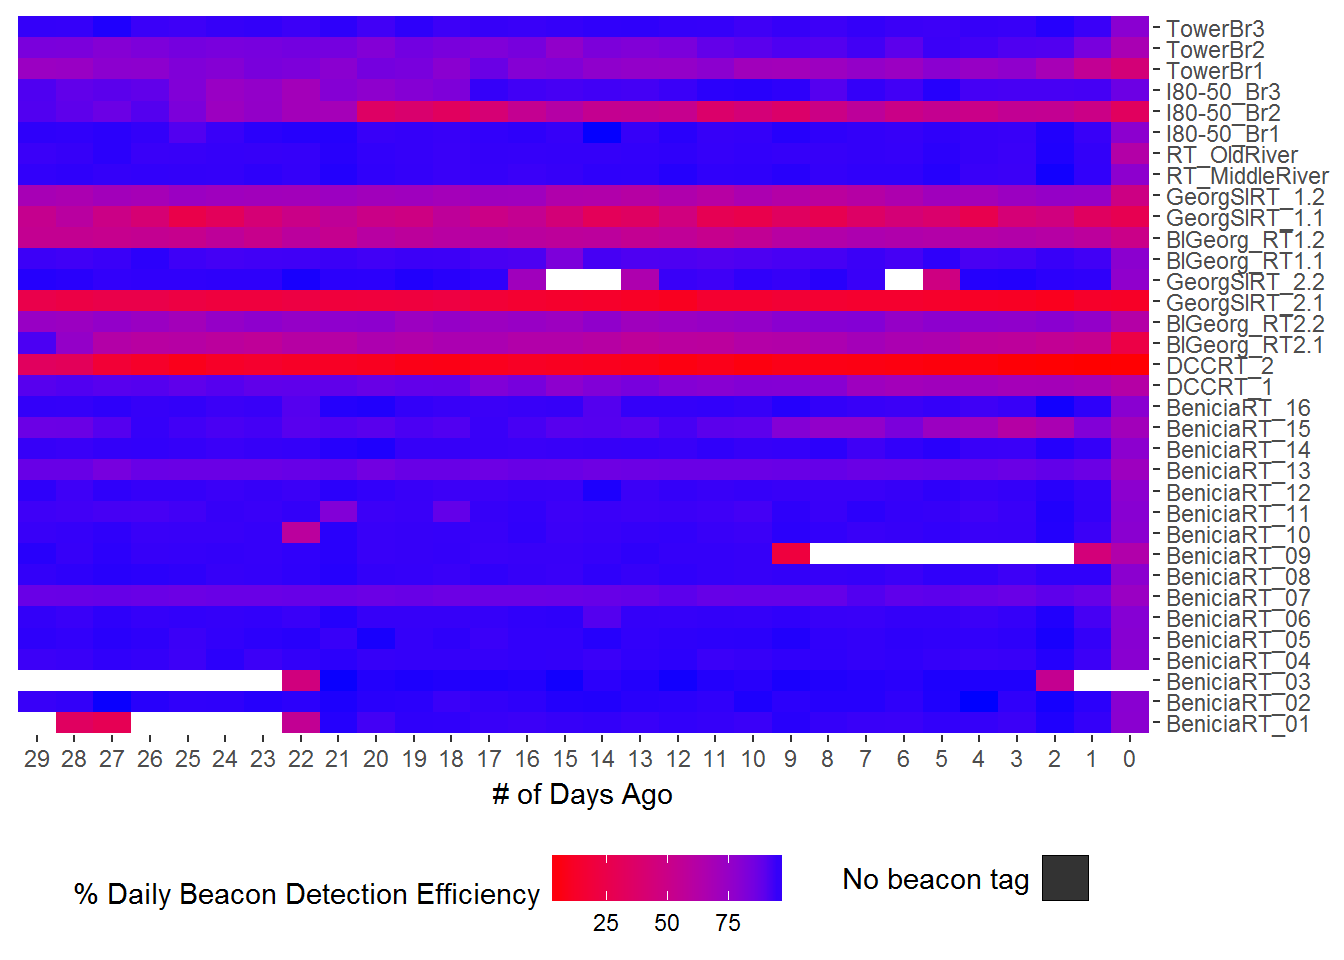 TowerBr3
TowerBr2
TowerBr1
I80-50_Br3
I80-50_Br2
I80-50_Br1
RT_OldRiver
RT_MiddleRiver
GeorgSlRT_1.2
GeorgSlRT_1.1
BlGeorg_RT1.2
BlGeorg_RT1.1
GeorgSlRT_2.2
GeorgSlRT_2.1
BlGeorg_RT2.2
BlGeorg_RT2.1
DCCRT_2
DCCRT_1
BeniciaRT_16
BeniciaRT_15
BeniciaRT_14
BeniciaRT_13
BeniciaRT_12
BeniciaRT_11
BeniciaRT_10
BeniciaRT_09
BeniciaRT_08
BeniciaRT_07
BeniciaRT_06
BeniciaRT_05
BeniciaRT_04
BeniciaRT_03
BeniciaRT_02
BeniciaRT_01
29 28 27 26 25 24 23 22 21 20 19 18 17 16 15 14 13 12 11 10 9 8 7 6 5 4 3 2 1 0
# of Days Ago
% Daily Beacon Detection Efficiency
25 50 75
No beacon tag